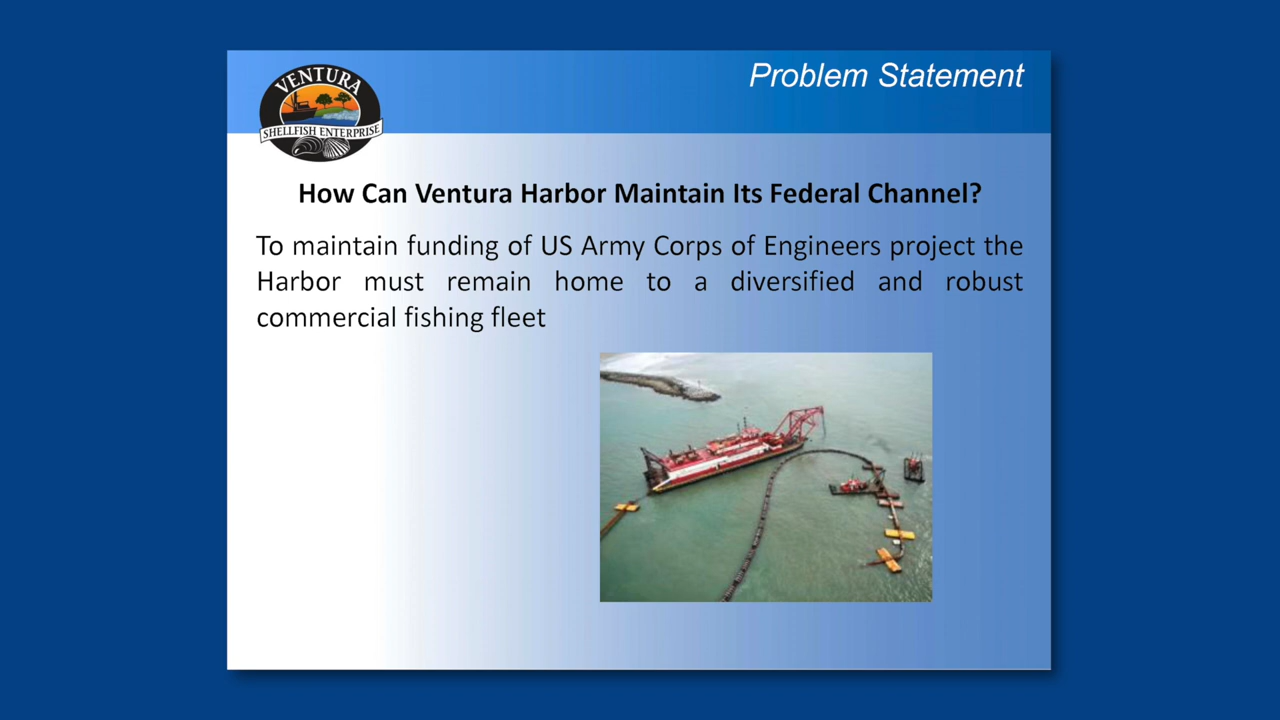 Problem Statement
VENTURA
SHELLFISH ENTERPRISE
How Can Ventura Harbor Maintain Its Federal Channel?
To maintain funding of US Army Corps of Engineers project the
Harbor must remain home to a diversified and robust
commercial fishing fleet